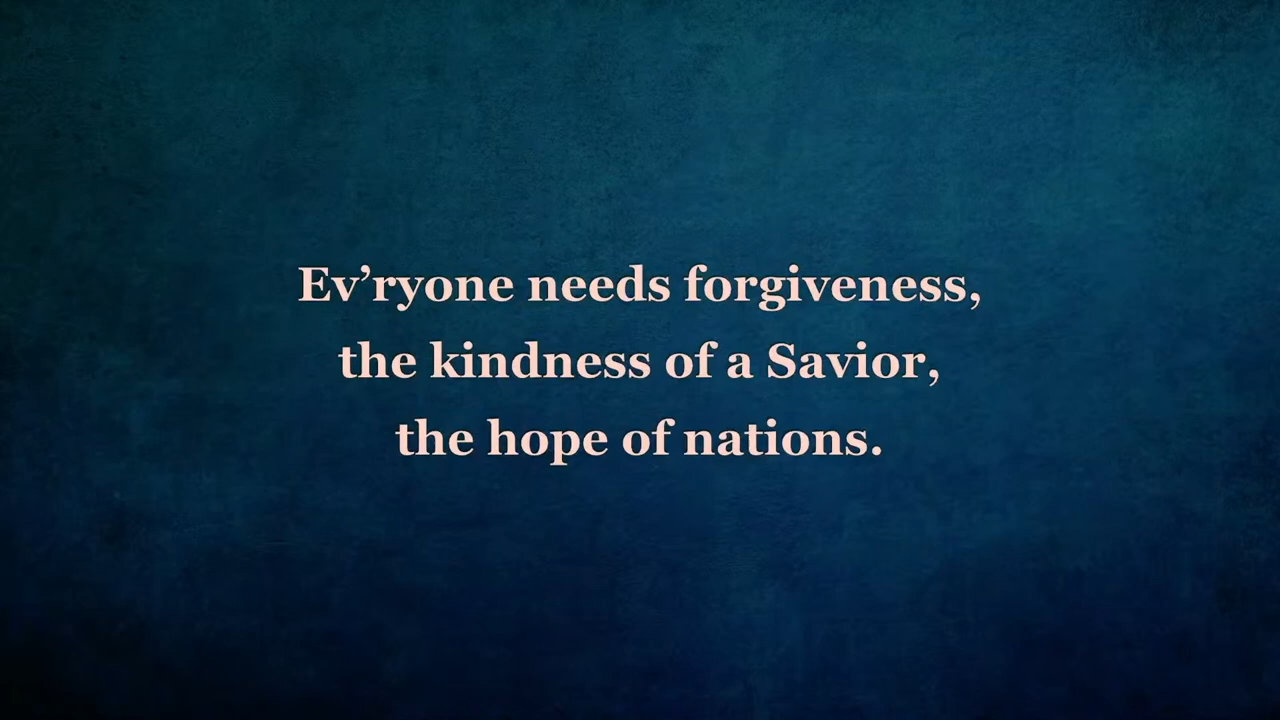 Ev’ryone needs forgiveness,
the kindness of a Savior,
the hope of nations.